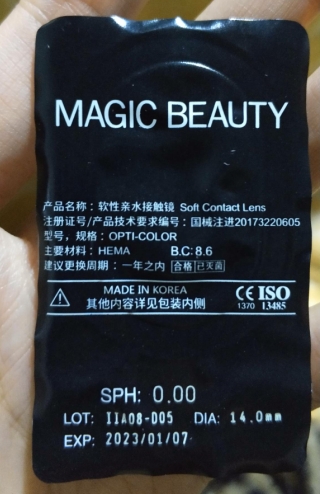 MAGIC BEAUTY
产品名称：软性亲水接触镜 Soft Contact Lens
注册证号/产品技术要求编号：国械注进20173220605
型号，规格：OPTI-COLOR
主要材料：HEMA B.C:8.6
建议更换周期：一年之内 合格 已灭菌
MADE IN KOREA
其他内容详见包装内侧
CE ISO
1370 13485
SPH: 0.00
LOT: I1A08-D05 DIA: 14.0mm
EXP: 2023/01/07